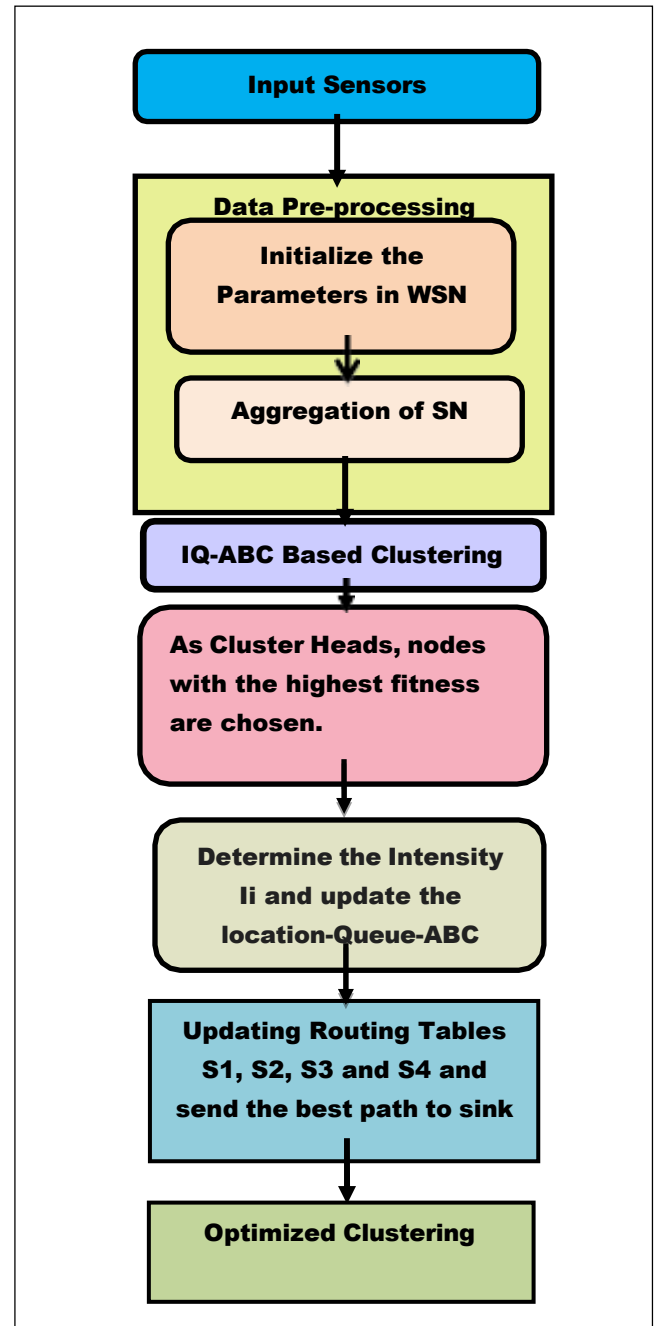 Input Sensors
Data Pre-processing
Initialize the
Parameters in WSN
Aggregation of SN
IQ-ABC Based Clustering
As Cluster Heads, nodes
with the highest fitness
are chosen.
Determine the Intensity
Ii and update the
location-Queue-ABC
Updating Routing Tables
S1, S2, S3 and S4 and
send the best path to sink
Optimized Clustering